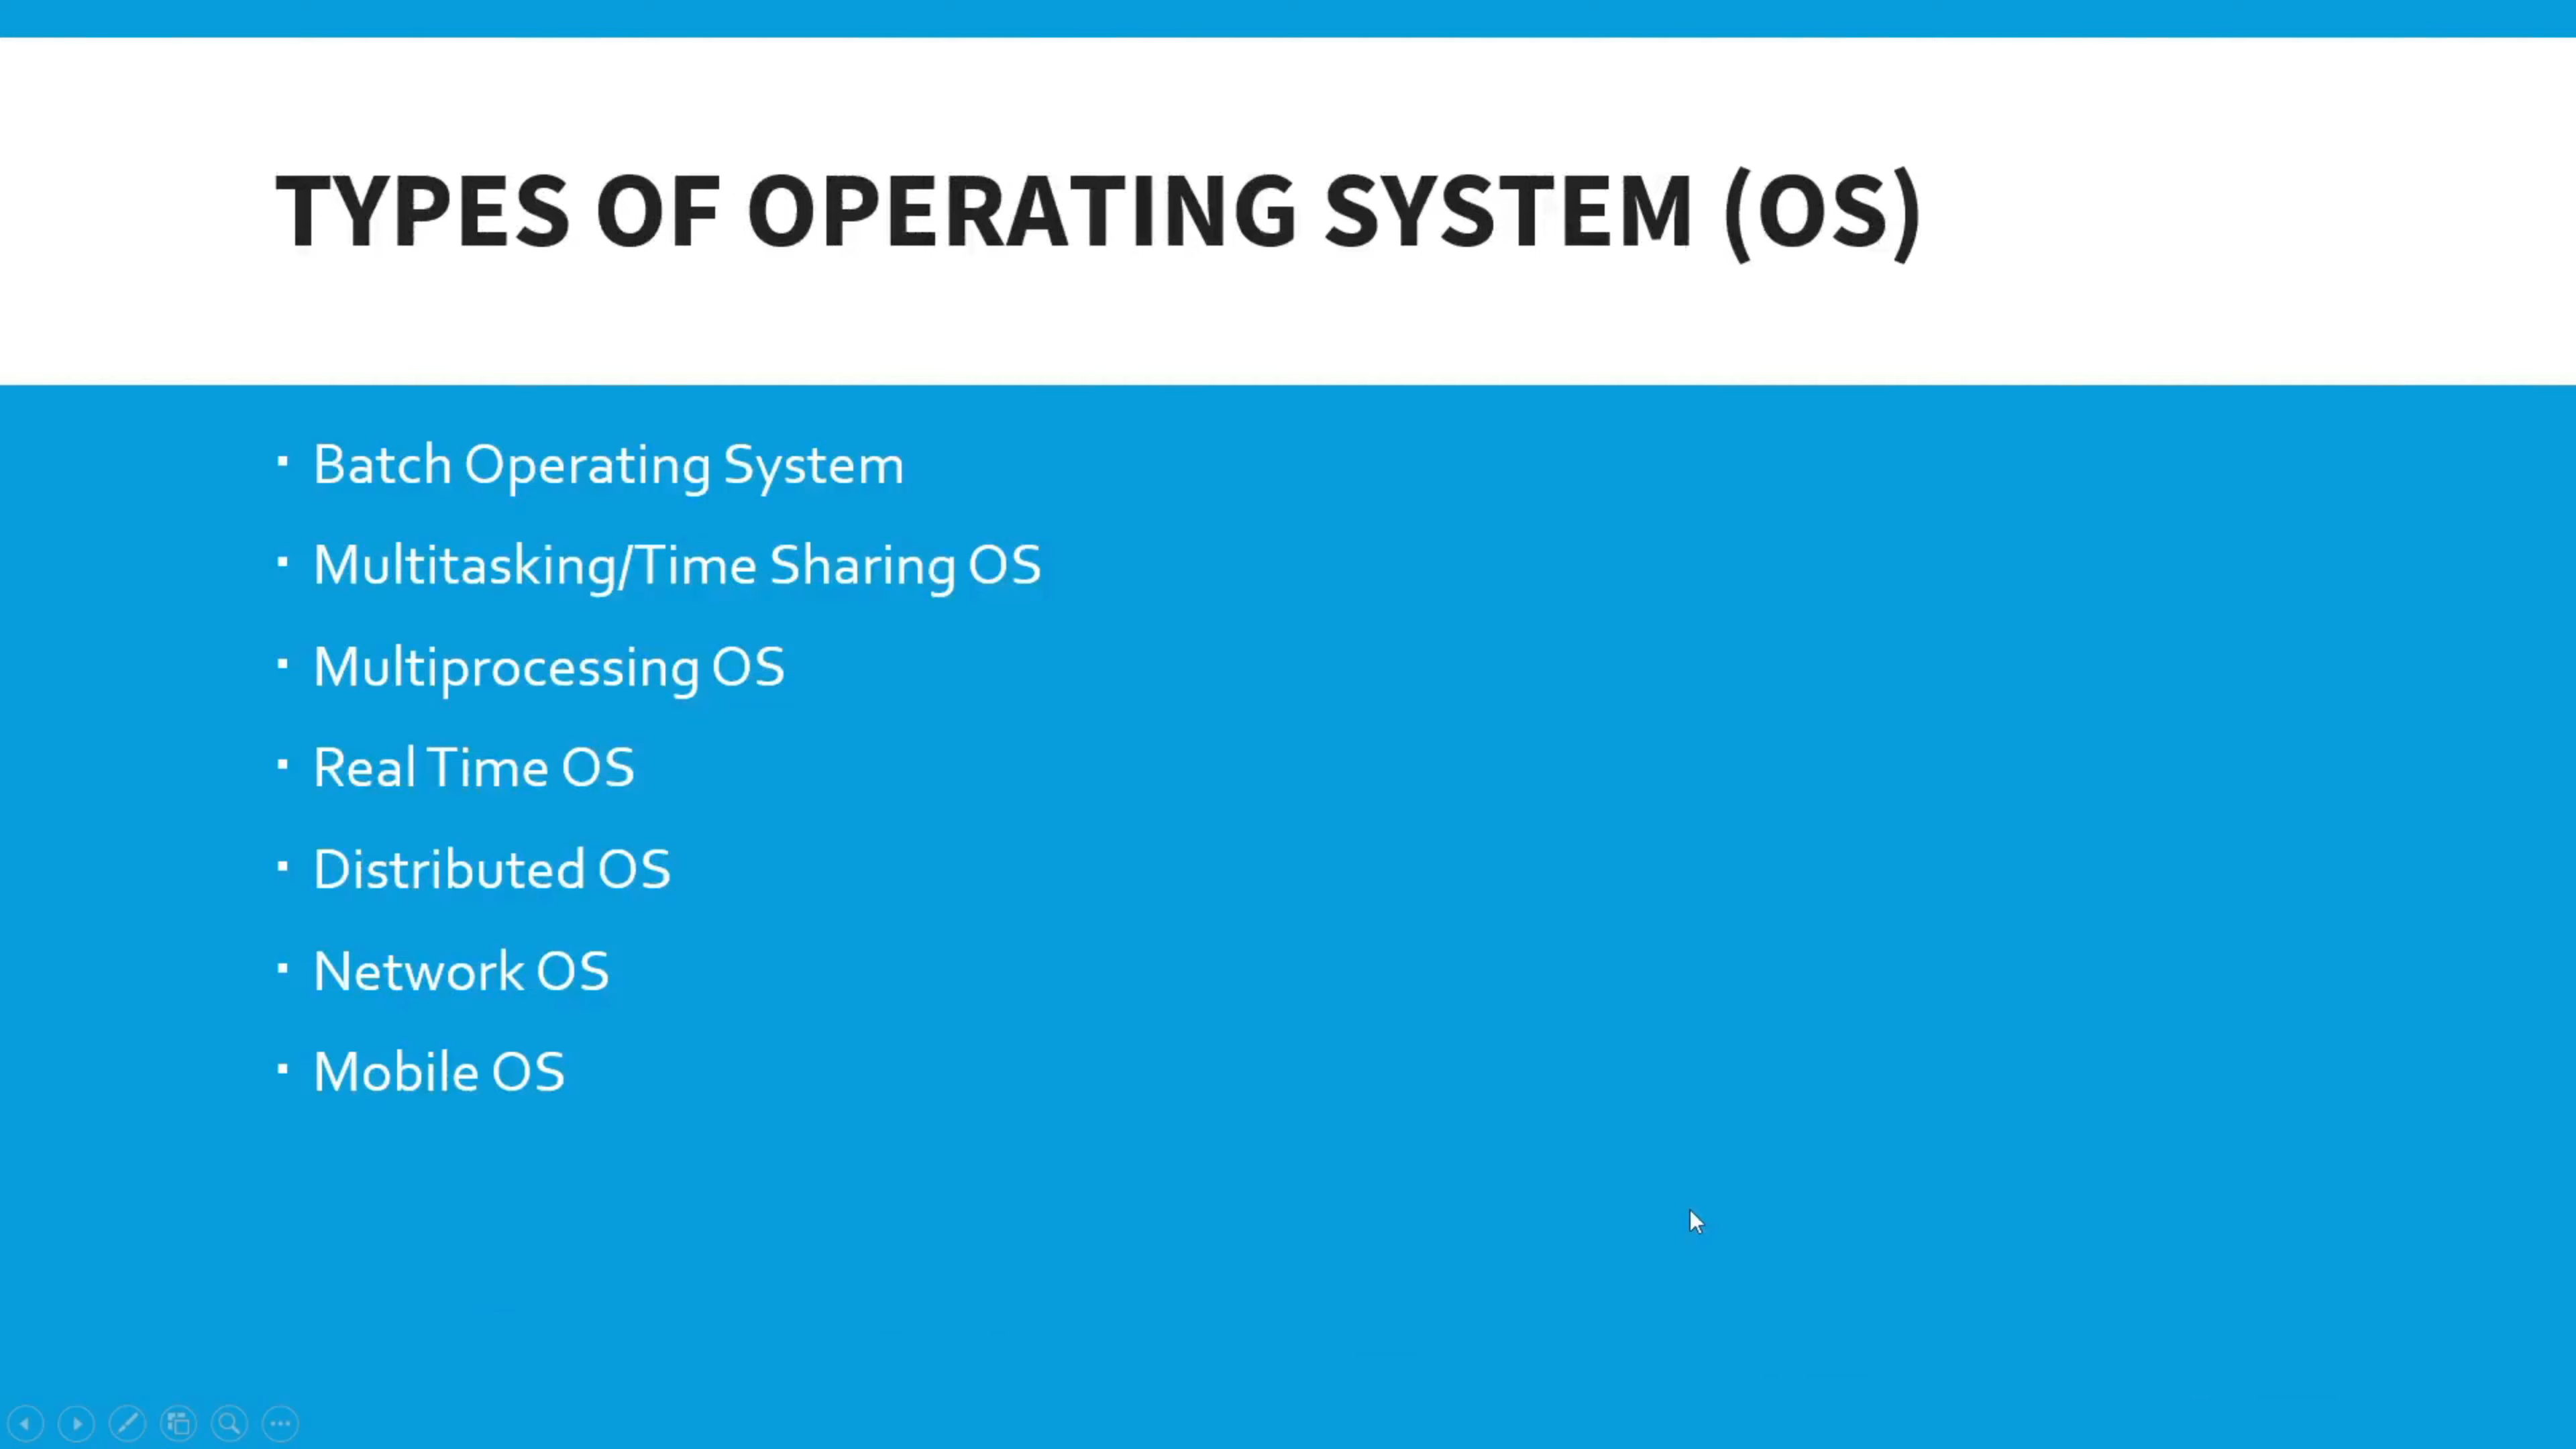 TYPES OF OPERATING SYSTEM (OS)
▪ Batch Operating System
▪ Multitasking/Time Sharing OS
▪ Multiprocessing OS
▪ Real Time OS
▪ Distributed OS
▪ Network OS
▪ Mobile OS